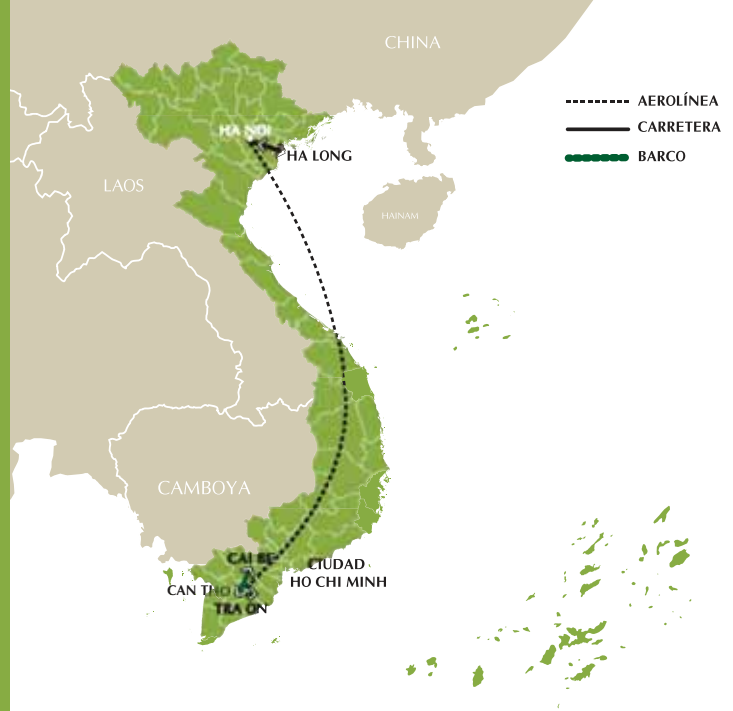 CHINA
AEROLÍNEA
CARRETERA
BARCO
HA NOI
HA LONG
LAOS
HAINAM
CAMBOYA
CAI BE
CIUDAD
HO CHI MINH
CAN THO
TRA ON